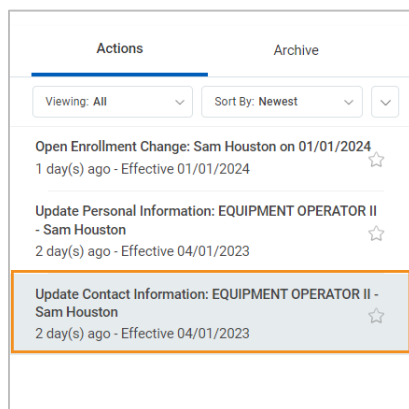 Actions
Archive
Viewing: All
Sort By: Newest
Open Enrollment Change: Sam Houston on 01/01/2024
1 day(s) ago - Effective 01/01/2024
Update Personal Information: EQUIPMENT OPERATOR II
- Sam Houston
2 day(s) ago - Effective 04/01/2023
Update Contact Information: EQUIPMENT OPERATOR II -
Sam Houston
2 day(s) ago - Effective 04/01/2023